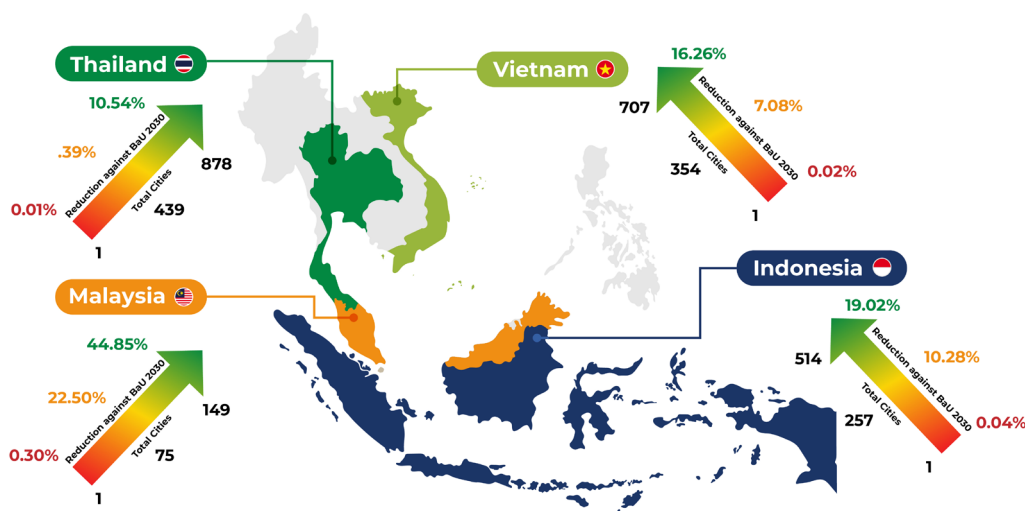 Thailand
10.54%
.39%
0.01%
Reduction against BaU 2030
Total Cities
878
439
1
Vietnam
16.26%
7.08%
0.02%
Reduction against BaU 2030
Total Cities
707
354
1
Malaysia
44.85%
22.50%
0.30%
Reduction against BaU 2030
Total Cities
149
75
1
Indonesia
19.02%
10.28%
0.04%
Reduction against BaU 2030
Total Cities
514
257
1